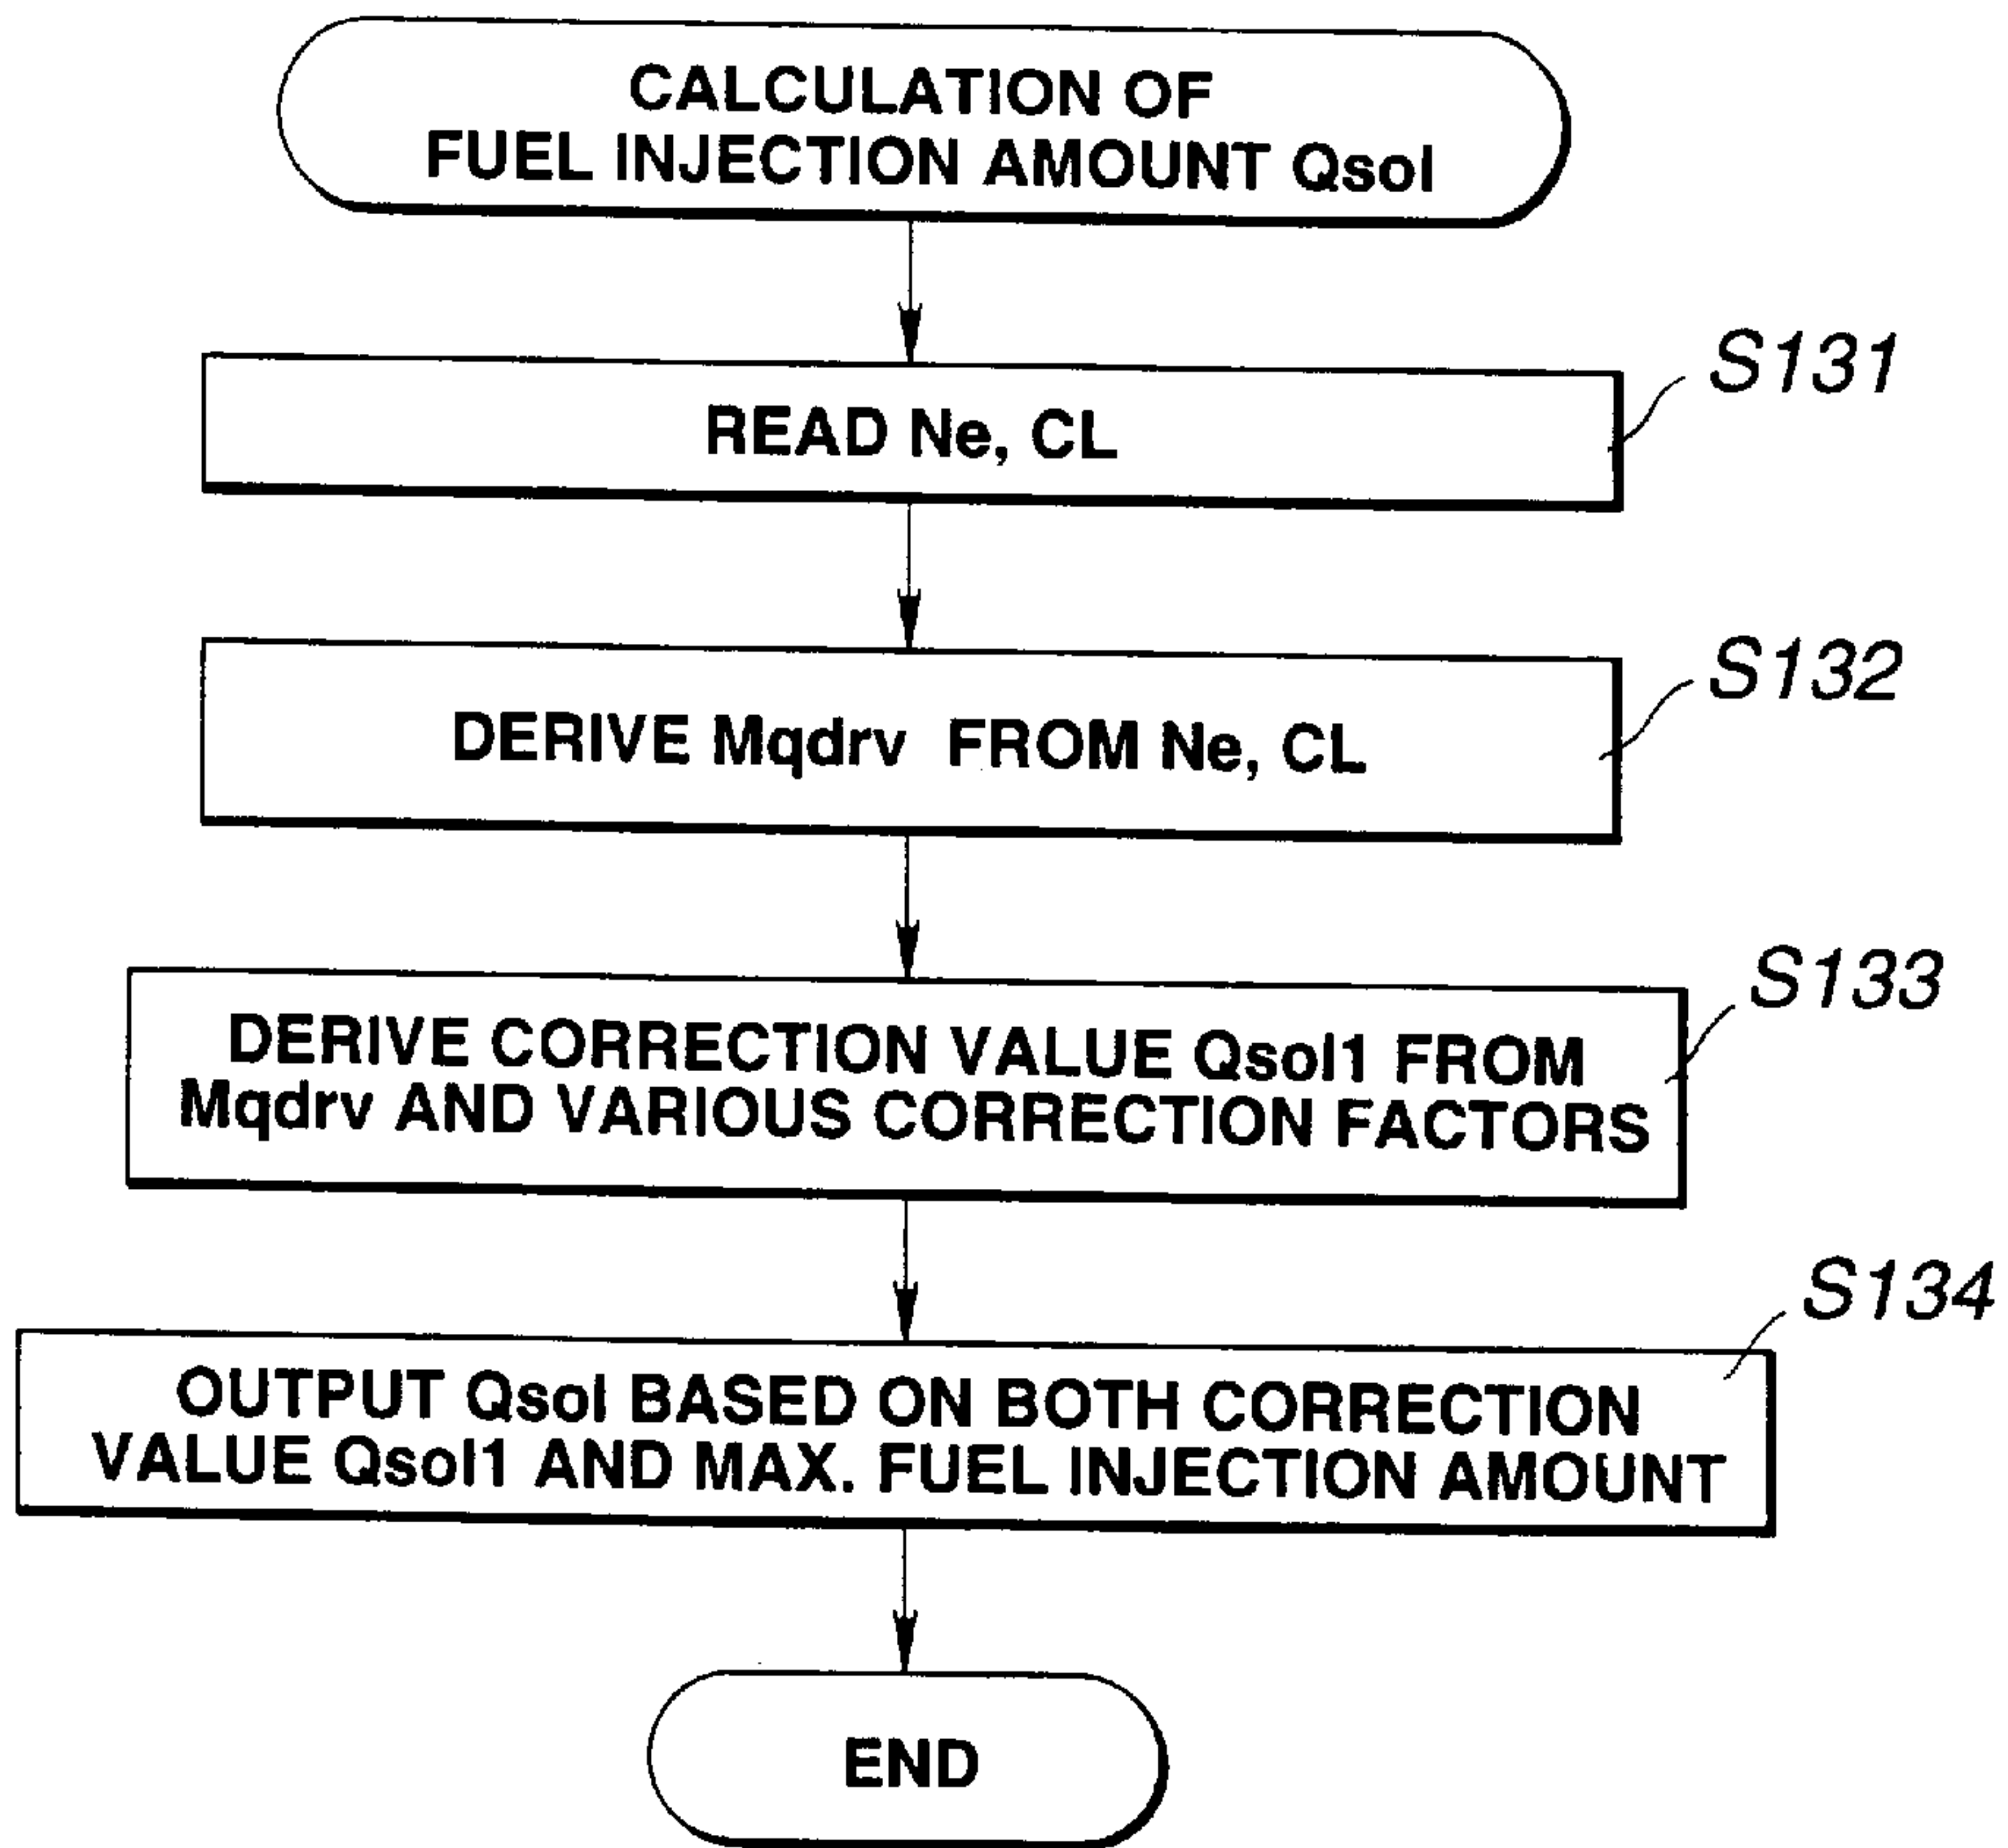 CALCULATION OF
FUEL INJECTION AMOUNT Qsol
S131
READ Ne, CL
S132
DERIVE Mqdrv FROM Ne, CL
S133
DERIVE CORRECTION VALUE Qsol1 FROM
Mqdrv AND VARIOUS CORRECTION FACTORS
S134
OUTPUT Qsol BASED ON BOTH CORRECTION
VALUE Qsol1 AND MAX. FUEL INJECTION AMOUNT
END